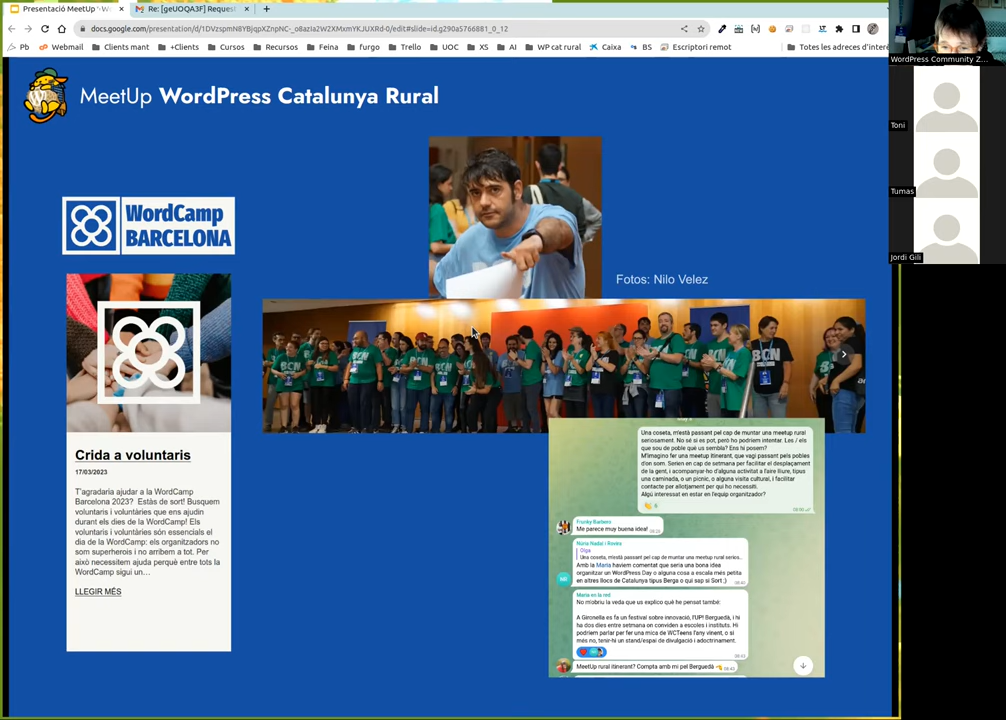 Presentació MeetUp "W
Re: [geUOQA3F] Reques
docs.google.com/presentation/d/
Pb
Webmail
Clients mant
+Clients
Cursos
Recursos
Feina
furgo
Trello
UOC
XS
AI
WP cat rural
Caixa
BS
Escriptori remot
Totes les adreces d'interè
WordPress Community Z...
Toni
Tumas
Jordi Gili
MeetUp WordPress Catalunya Rural
WordCamp
BARCELONA
Fotos: Nilo Velez
BCN
Crida a voluntaris
17/03/2023
T'agradaria ajudar a la WordCamp
Barcelona 2023? Estàs de sort! Busquem
voluntaris i voluntàries que ens ajudin
durant els dies de la WordCamp! Els
voluntaris i voluntàries són essencials el
dia de la WordCamp: els organitzadors no
som superherois i no arribem a tot. Per
això necessitem ajuda perquè entre tots la
WordCamp sigui un…
LLEGIR MÉS
Una coseta, m'està passant pel cap de muntar una meetup rural
seriosament. No sé si es pot, però ho podríem intentar. Les / els
que sou de poble què us sembla? Ens hi posem?
M'imagino fer una meetup itinerant, que vagi passant pels pobles
d'on som. Serien en cap de setmana per facilitar el desplaçament
de la gent, i acompanyar-ho d'alguna activitat a l'aire lliure, tipus
una caminada, o un pícnic, o alguna visita cultural, i facilitar
contacte per allotjament per qui ho necessiti.
Algú interessat en estar en l'equip organitzador?
Frunky Barbero
Me parece muy buena idea!
Núria Nadal i Rovira
Olga
Una coseta, m'està passant pel cap de muntar una meetup rural serios..
Amb la Maria havíem comentat que seria una bona idea
organitzar un WordPress Day o alguna cosa a escala més petita
en altres llocs de Catalunya tipus Berga o qui sap si Sort ;)
Maria en la red
No m'obriu la veda que us explico què he pensat també:
A Gironella es fa un festival sobre innovació, l'UP! Berguedà, i hi
ha dos dies entre setmana on conviden a escoles i instituts. Hi
podríem parlar per fer una mica de WCTeens l'any vinent, o si
més no, tenir-hi un stand/espai de divulgació i adoctrinament.
MeetUp rural itinerant? Compta amb mi pel Berguedà